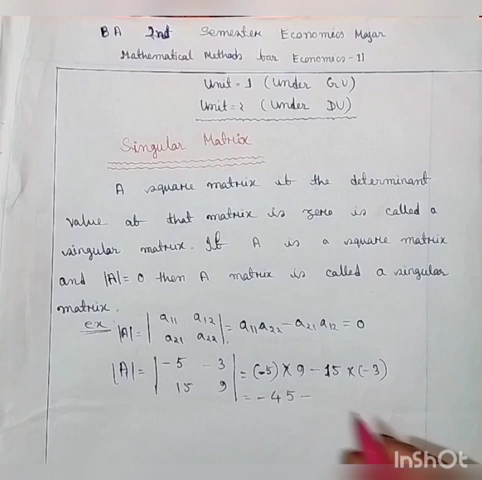 BA 2nd Semester Economics Major
Mathematical Methods for Economics-II
Unit-1 (Under GU)
Unit-2 (Under DU)
Singular Matrix
A square matrix if the determinant
value of that matrix is zero is called a
singular matrix. If A is a square matrix
and |A|=0 then A matrix is called a singular
matrix.
ex |A|= | a11 a12 | = a11a22 - a21a12 = 0
a21 a22
|A|= | -5 -3 | = (-5) × 9 - 15 × (-3)
15 9
= -45 -
InShOt